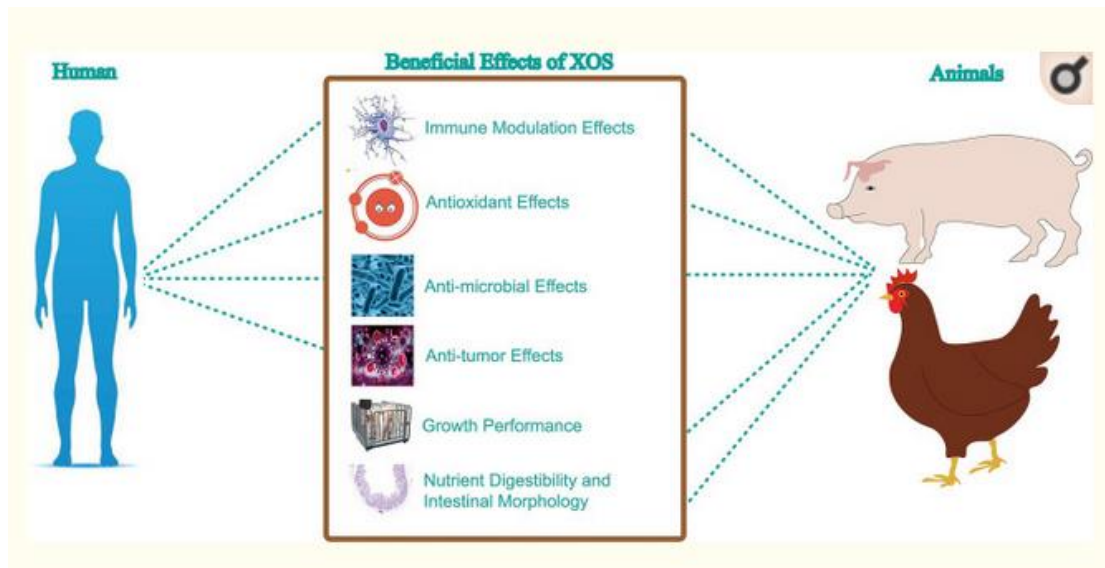 Beneficial Effects of XOS
Human
Animals
Immune Modulation Effects
Antioxidant Effects
Anti-microbial Effects
Anti-tumor Effects
Growth Performance
Nutrient Digestibility and
Intestinal Morphology